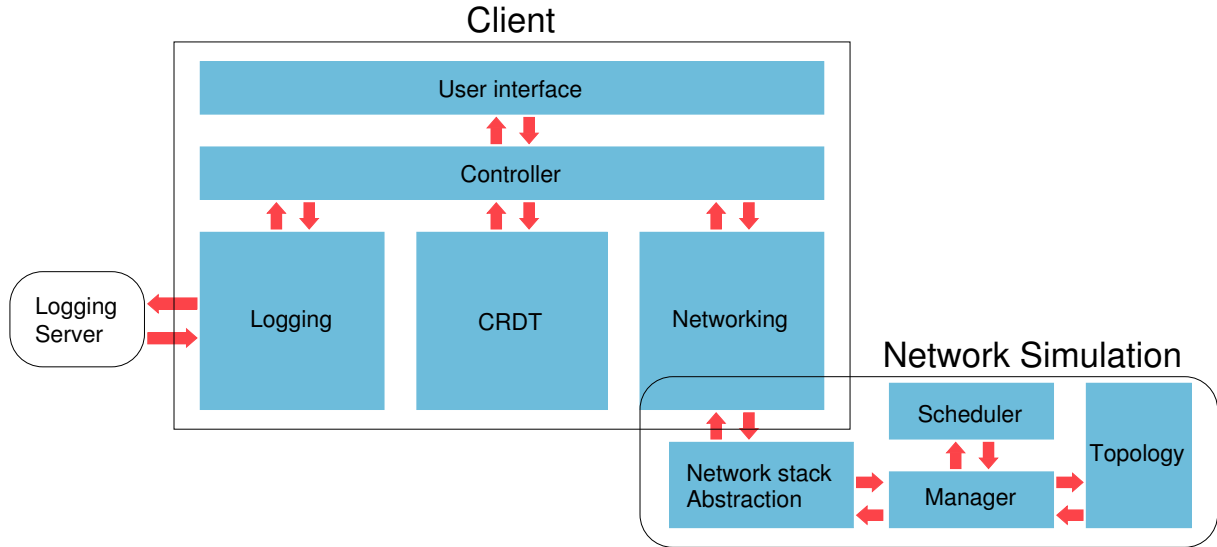 Client
User interface
Controller
Logging
Server
Logging
CRDT
Networking
Network Simulation
Scheduler
Topology
Network stack
Abstraction
Manager